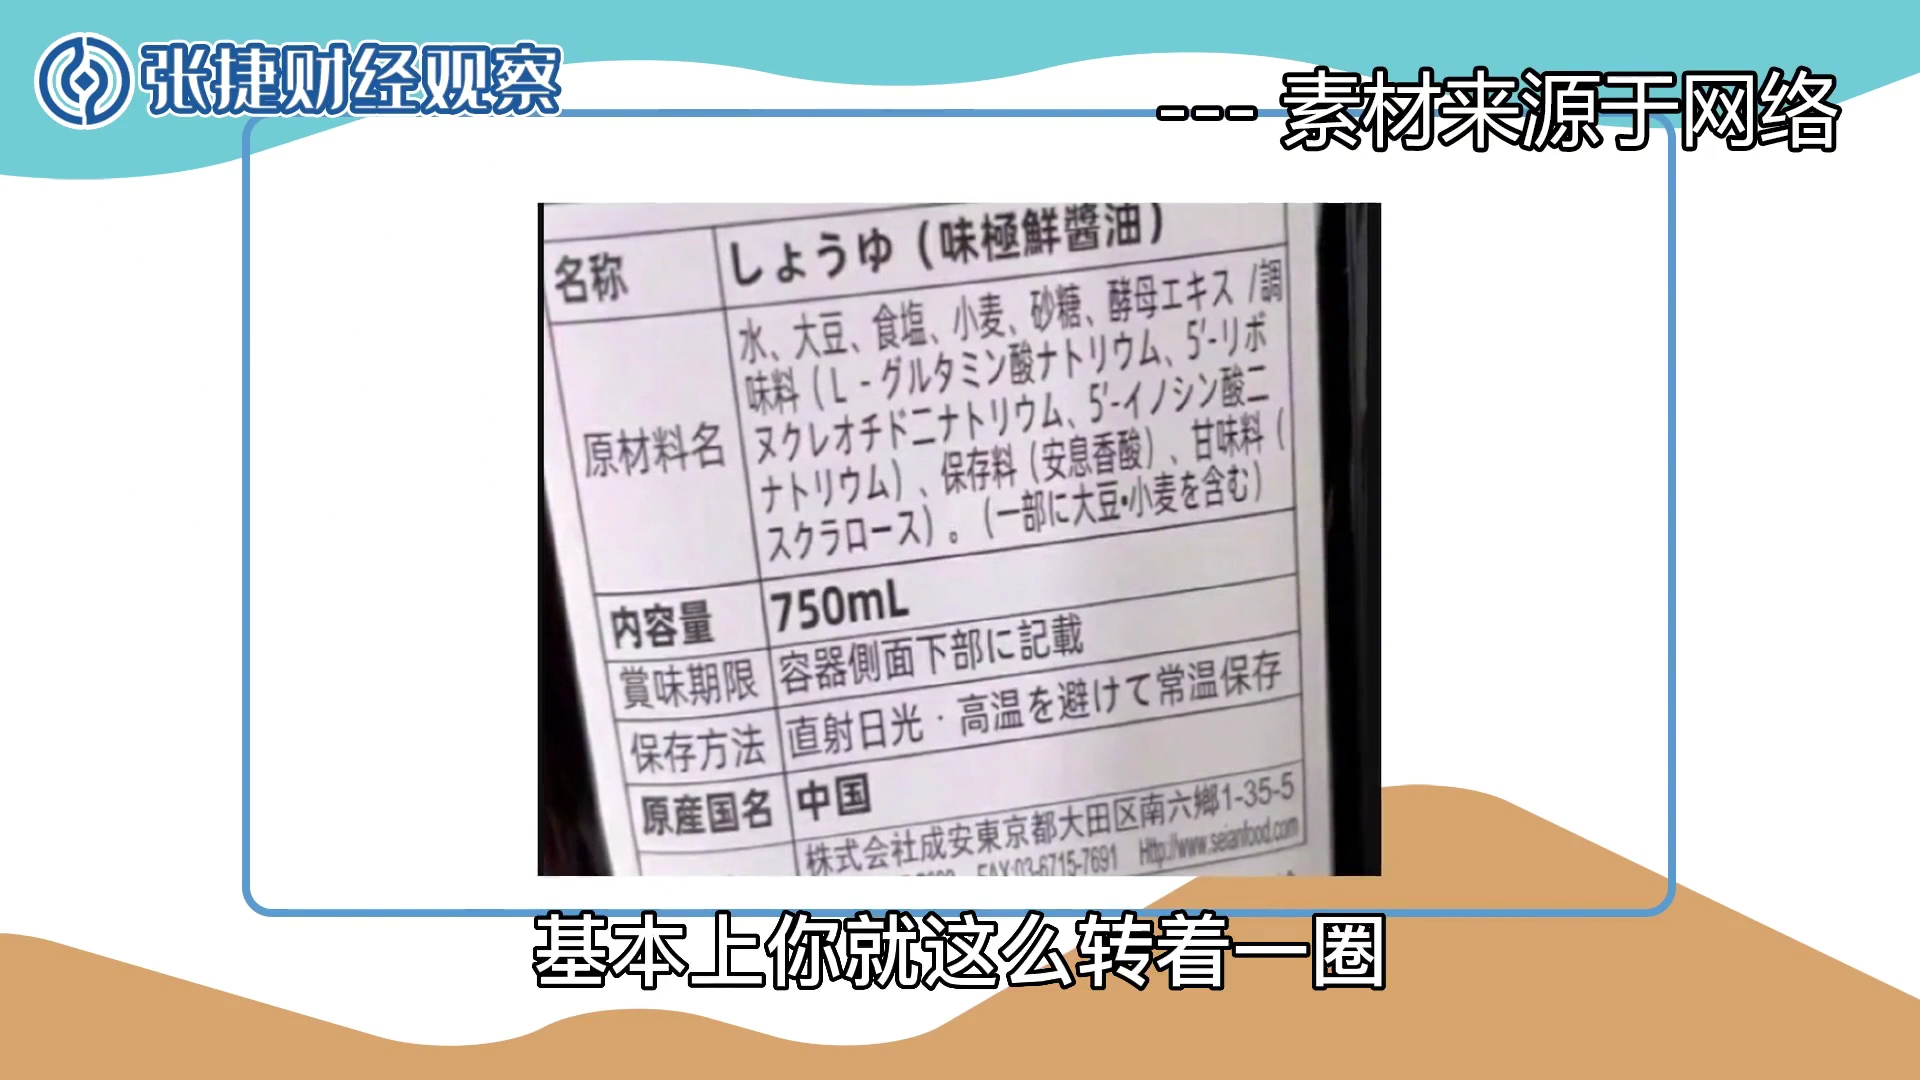 张捷财经观察
--- 素材来源于网络
名称 しょうゆ（味極鮮醬油）
原材料名
水、大豆、食塩、小麦、砂糖、酵母エキス /調
味料（L-グルタミン酸ナトリウム、5'-リボ
ヌクレオチドニナトリウム、5'-イノシン酸二
ナトリウム）、保存料（安息香酸）、甘味料（
スクラロース）。（一部に大豆•小麦を含む）
内容量 750mL
賞味期限 容器側面下部に記載
保存方法 直射日光·高温を避けて常温保存
原産国名 中国
株式会社成安東京都大田区南六郷1-35-5
FAX:03-6715-7691 Http://www.seianfood.com
基本上你就这么转着一圈